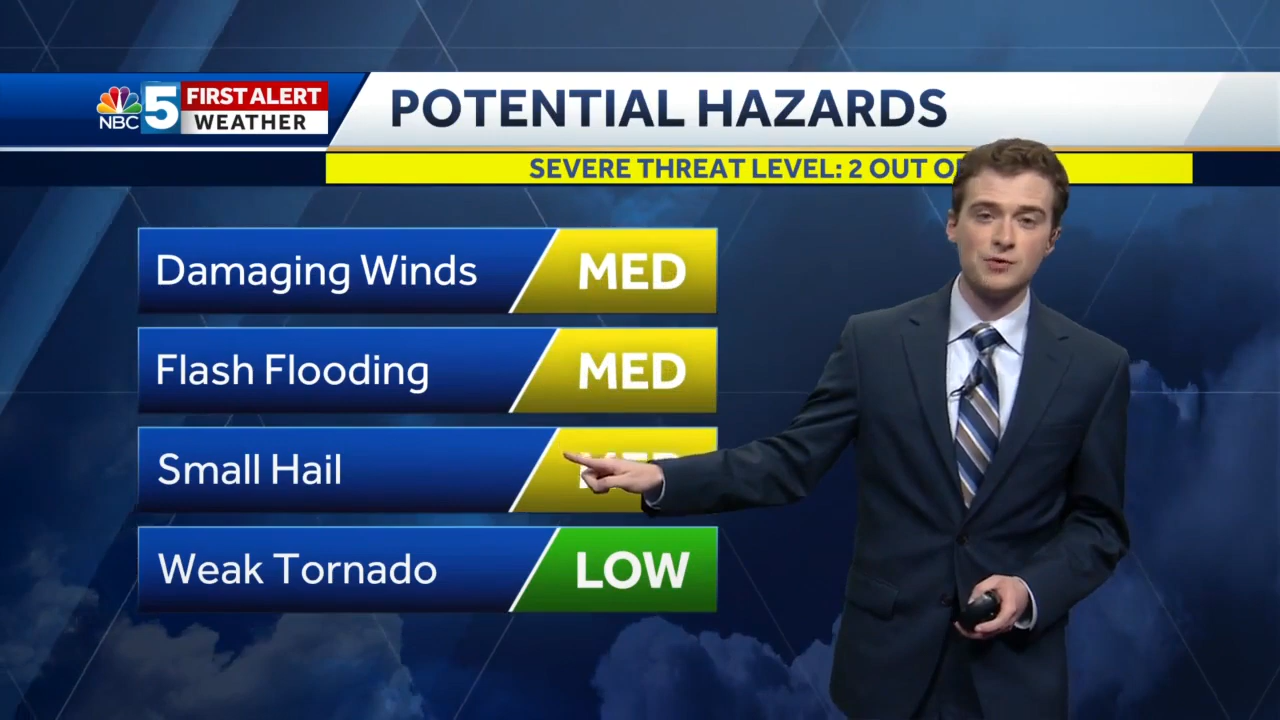 NBC 5 FIRST ALERT
WEATHER
POTENTIAL HAZARDS
SEVERE THREAT LEVEL: 2 OUT
Damaging Winds MED
Flash Flooding MED
Small Hail
Weak Tornado LOW